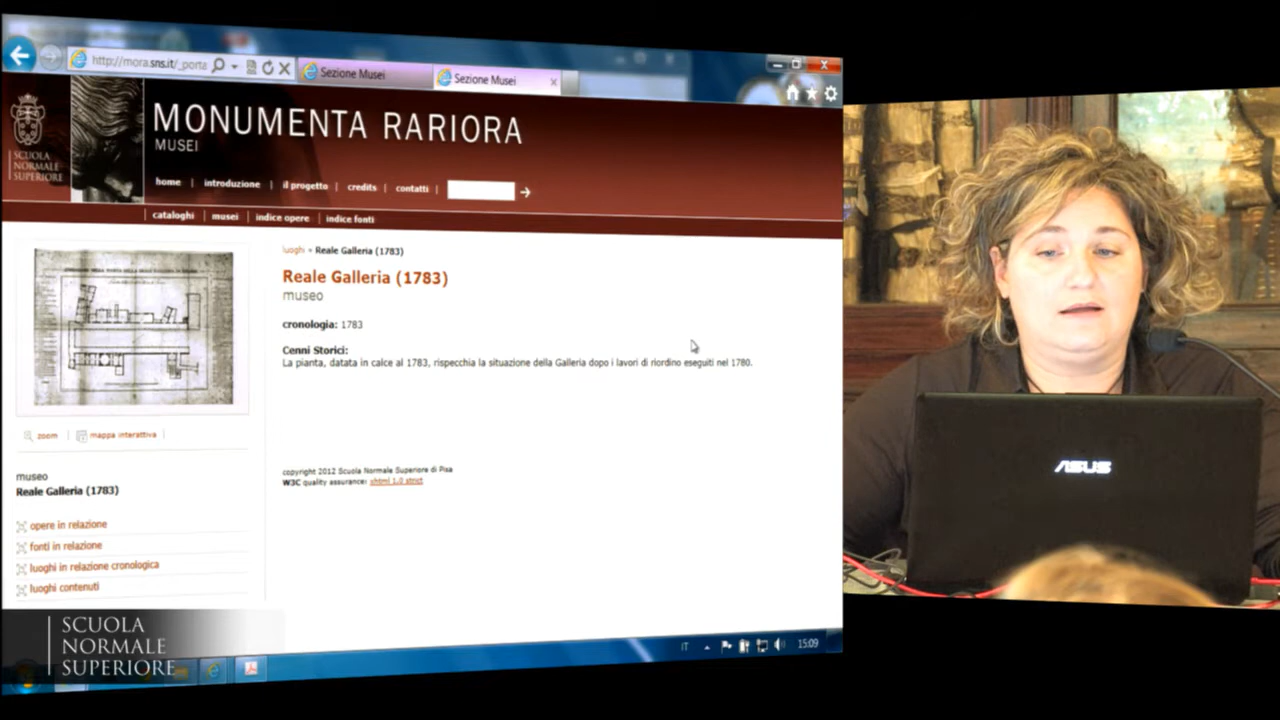 http://mora.sns.it/_porta
Sezione Musei
Sezione Musei
SCUOLA
NORMALE
SUPERIORE
MONUMENTA RARIORA
MUSEI
home | introduzione | il progetto | credits | contatti |
| cataloghi | musei | indice opere | indice fonti
luoghi » Reale Galleria (1783)
Reale Galleria (1783)
museo
cronologia: 1783
Cenni Storici:
La pianta, datata in calce al 1783, rispecchia la situazione della Galleria dopo i lavori di riordino eseguiti nel 1780.
zoom | mappa interattiva |
museo
Reale Galleria (1783)
opere in relazione
fonti in relazione
luoghi in relazione cronologica
luoghi contenuti
copyright 2012 Scuola Normale Superiore di Pisa
W3C quality assurance: xhtml 1.0 strict
SCUOLA
NORMALE
SUPERIORE
IT
15:09
ASUS